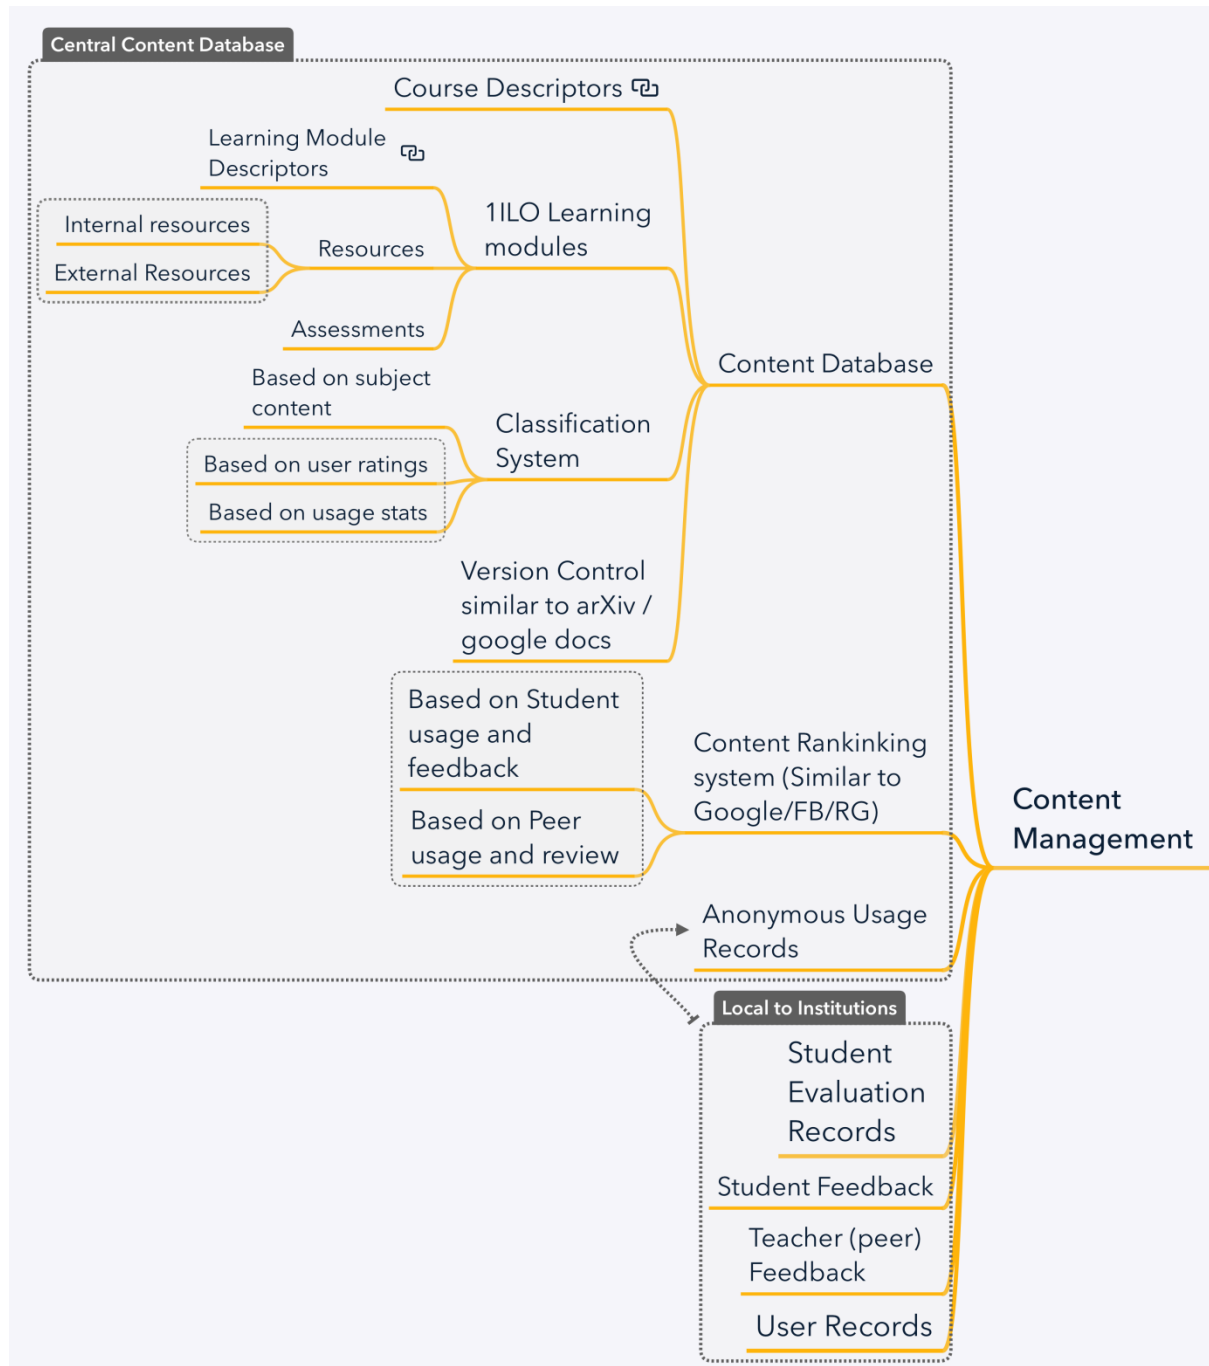 Central Content Database
Course Descriptors
Learning Module
Descriptors
Internal resources
External Resources
Resources
1ILO Learning
modules
Assessments
Content Database
Based on subject
content
Classification
System
Based on user ratings
Based on usage stats
Version Control
similar to arXiv /
google docs
Based on Student
usage and
feedback
Based on Peer
usage and review
Content Rankinking
system (Similar to
Google/FB/RG)
Content
Management
Anonymous Usage
Records
Local to Institutions
Student
Evaluation
Records
Student Feedback
Teacher (peer)
Feedback
User Records